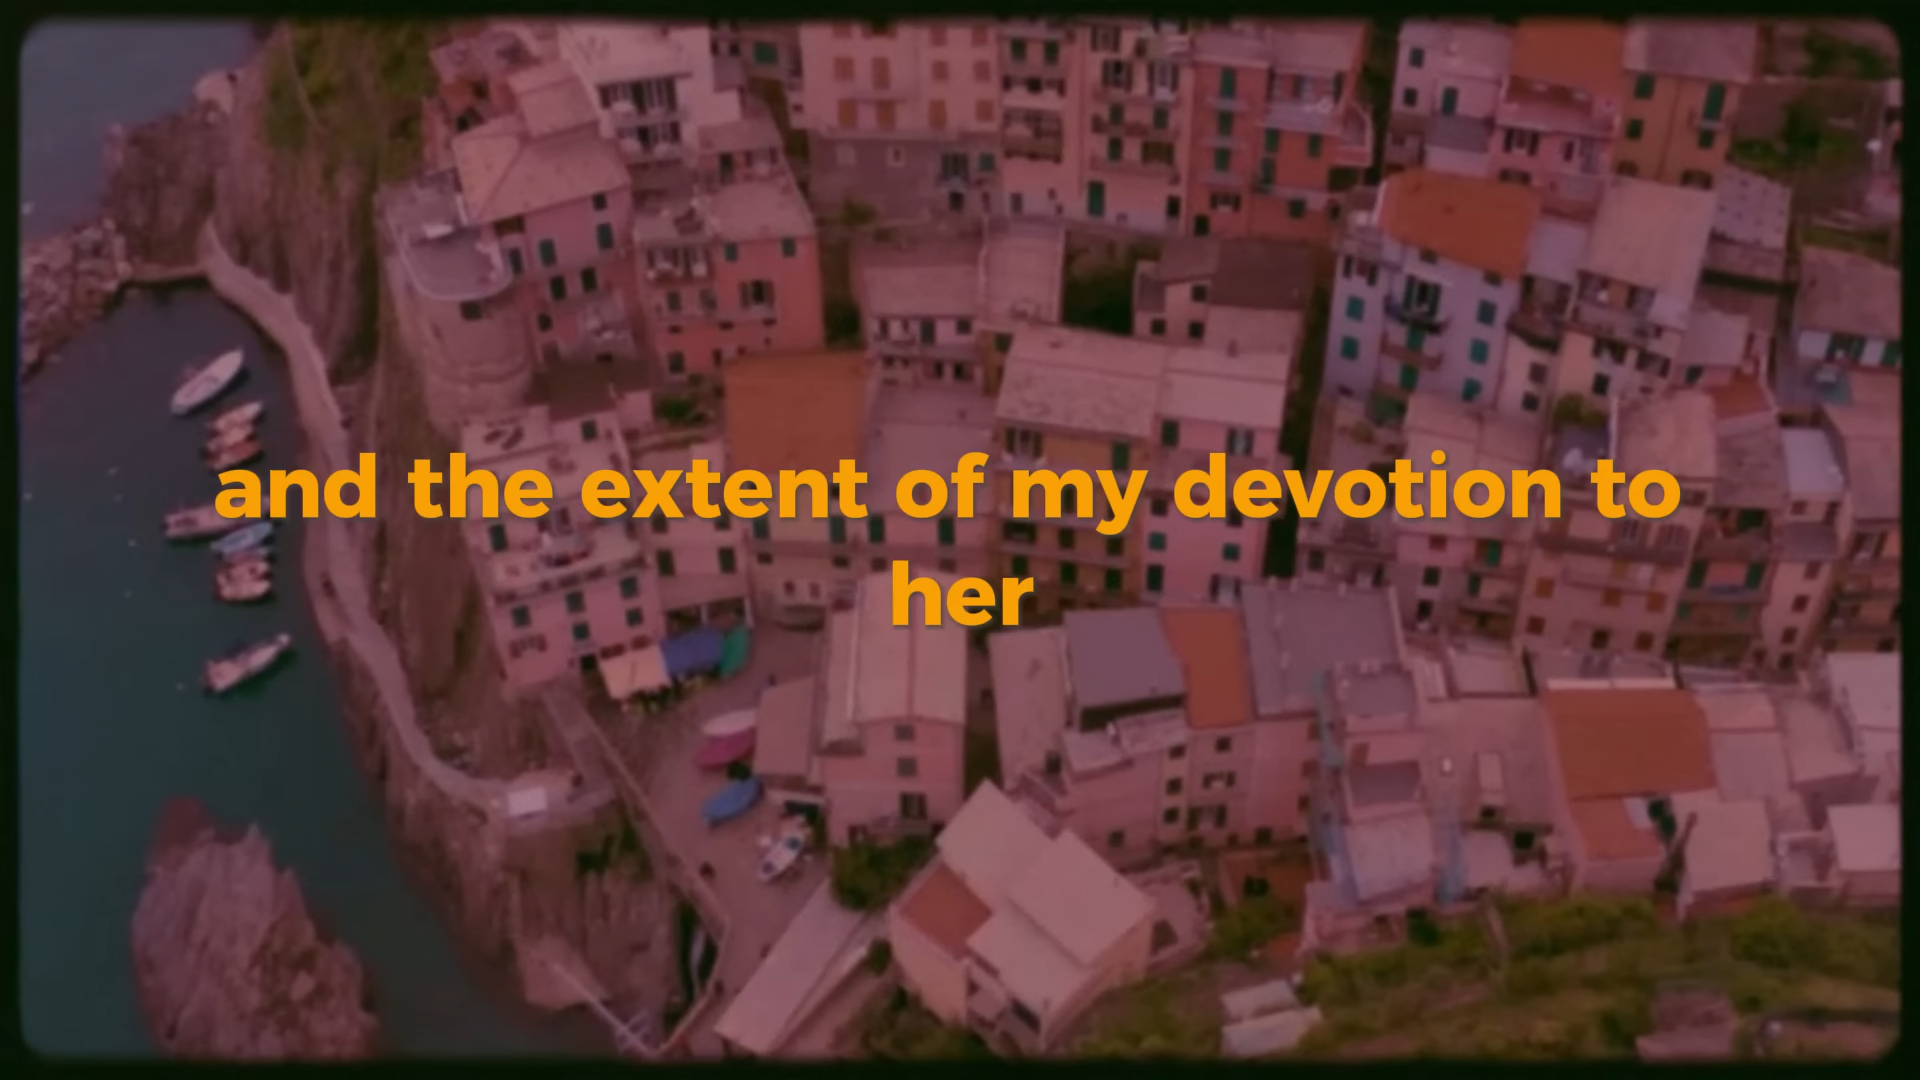 and the extent of my devotion to
her